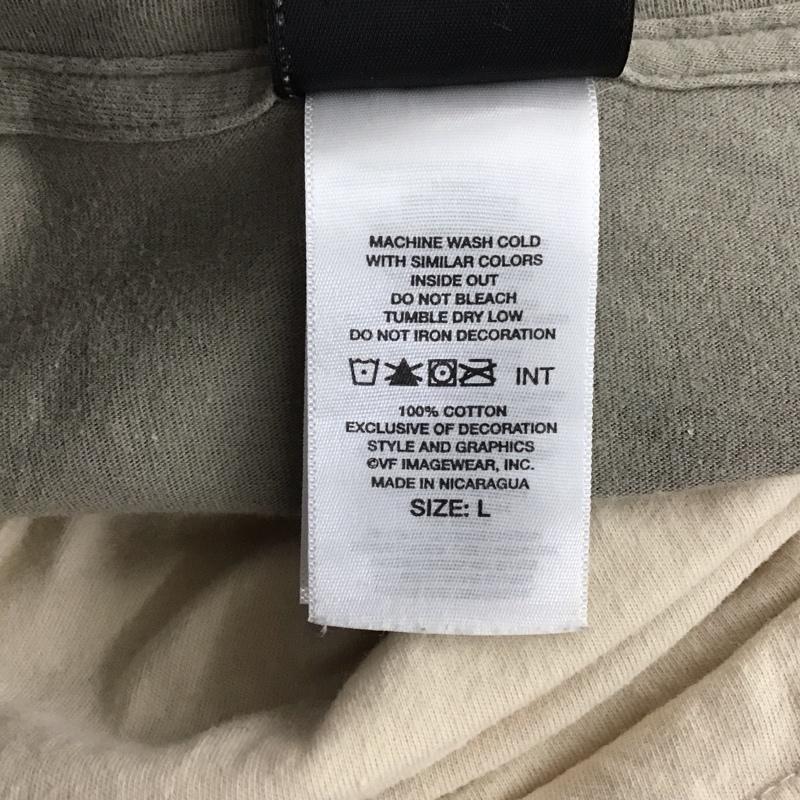 MACHINE WASH COLD
WITH SIMILAR COLORS
INSIDE OUT
DO NOT BLEACH
TUMBLE DRY LOW
DO NOT IRON DECORATION
INT
100% COTTON
EXCLUSIVE OF DECORATION
STYLE AND GRAPHICS
©VF IMAGEWEAR, INC.
MADE IN NICARAGUA
SIZE: L